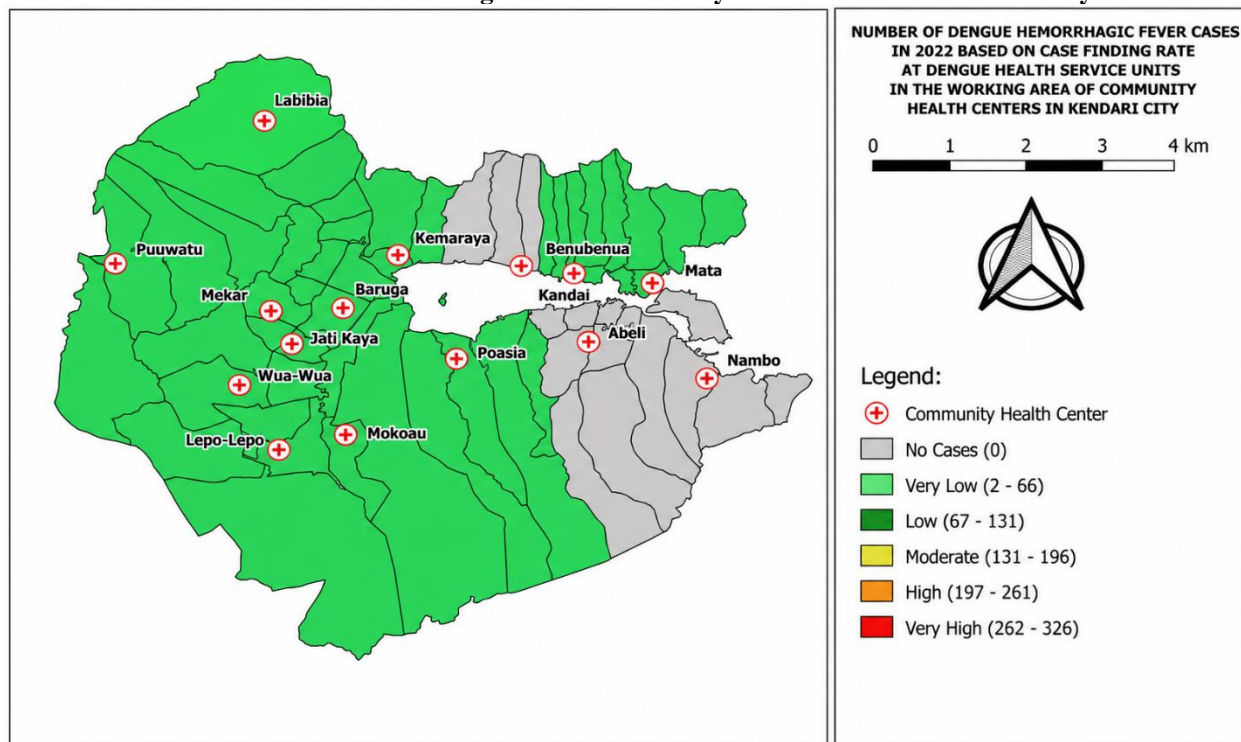 NUMBER OF DENGUE HEMORRHAGIC FEVER CASES
IN 2022 BASED ON CASE FINDING RATE
AT DENGUE HEALTH SERVICE UNITS
IN THE WORKING AREA OF COMMUNITY
HEALTH CENTERS IN KENDARI CITY
0 1 2 3 4 km
Labibia
Kemaraya
Puuwatu
Benubenua
Mata
Mekar
Baruga
Kandai
Jati Kaya
Abeli
Poasia
Nambo
Wua-Wua
Lepo-Lepo
Mokoau
Legend:
Community Health Center
No Cases (0)
Very Low (2 - 66)
Low (67 - 131)
Moderate (131 - 196)
High (197 - 261)
Very High (262 - 326)